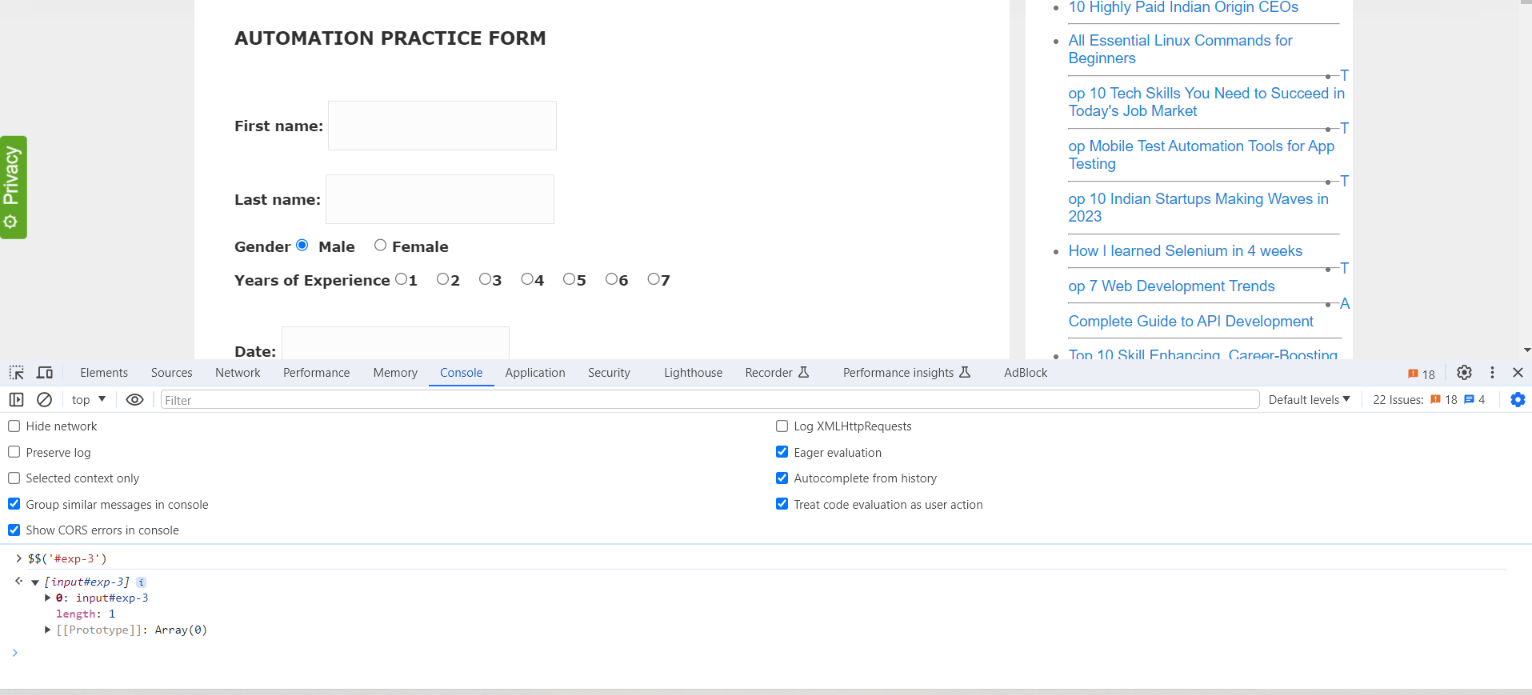 AUTOMATION PRACTICE FORM
First name:
Last name:
Gender Male Female
Years of Experience 1 2 3 4 5 6 7
Date:
Privacy
10 Highly Paid Indian Origin CEOs
All Essential Linux Commands for
Beginners
T
op 10 Tech Skills You Need to Succeed in
Today's Job Market
T
op Mobile Test Automation Tools for App
Testing
T
op 10 Indian Startups Making Waves in
2023
How I learned Selenium in 4 weeks
T
op 7 Web Development Trends
A
Complete Guide to API Development
Top 10 Skill Enhancing, Career-Boosting
Elements Sources Network Performance Memory Console Application Security Lighthouse Recorder Performance insights AdBlock 18
top Filter Default levels 22 Issues: 18 4
Hide network
Log XMLHttpRequests
Preserve log
Eager evaluation
Selected context only
Autocomplete from history
Group similar messages in console
Treat code evaluation as user action
Show CORS errors in console
> $$('#exp-3')
[input#exp-3] i
0: input#exp-3
length: 1
[[Prototype]]: Array(0)
>